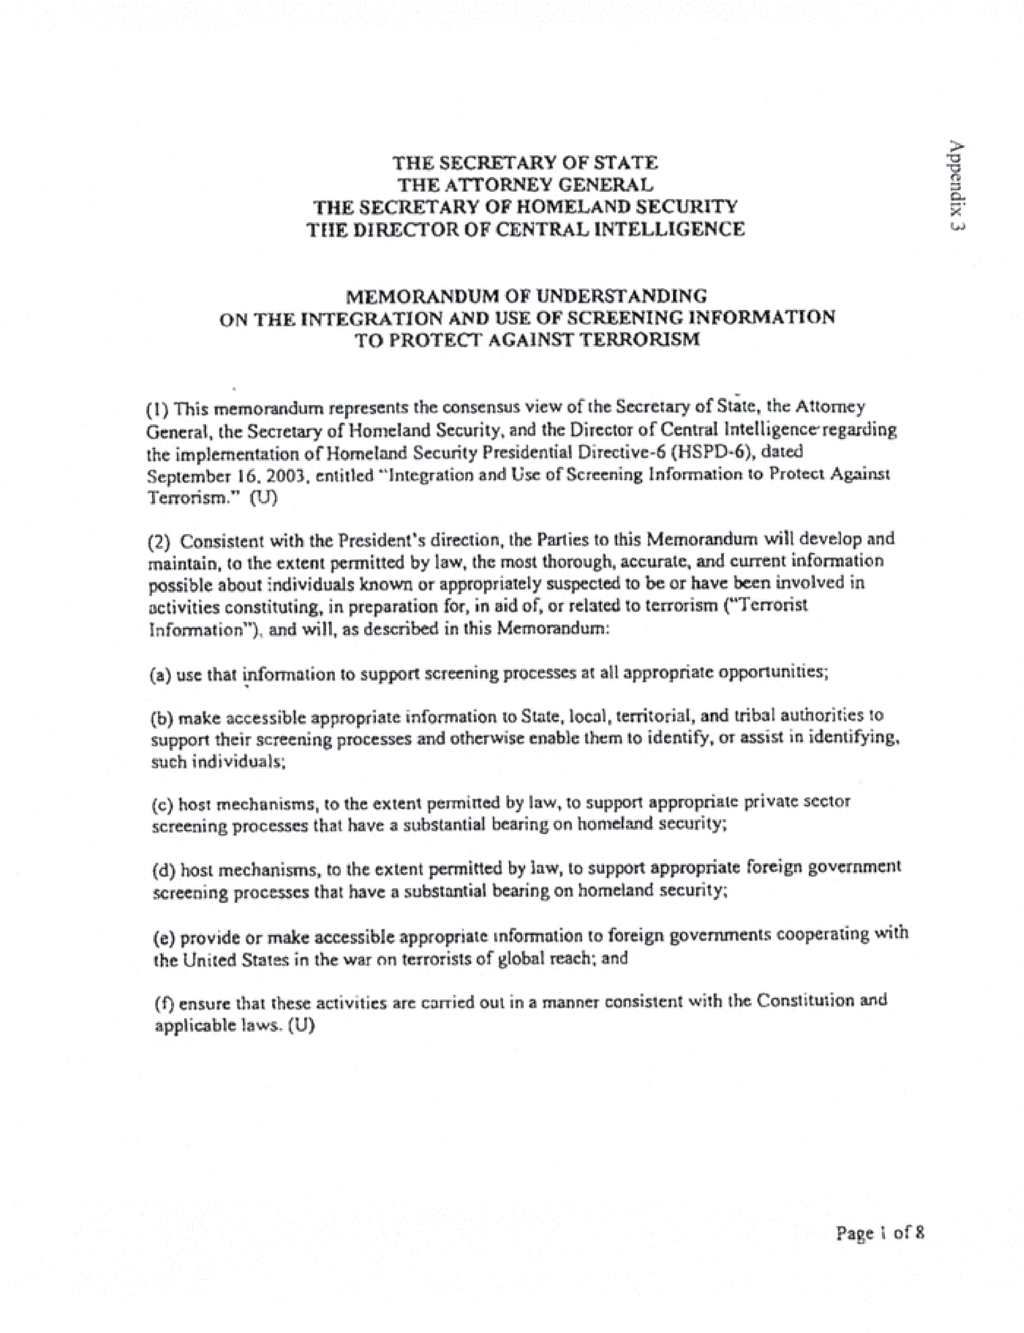 Appendix 3
THE SECRETARY OF STATE
THE ATTORNEY GENERAL
THE SECRETARY OF HOMELAND SECURITY
THE DIRECTOR OF CENTRAL INTELLIGENCE
MEMORANDUM OF UNDERSTANDING
ON THE INTEGRATION AND USE OF SCREENING INFORMATION
TO PROTECT AGAINST TERRORISM
(1) This memorandum represents the consensus view of the Secretary of State, the Attorney
General, the Secretary of Homeland Security, and the Director of Central Intelligence regarding
the implementation of Homeland Security Presidential Directive-6 (HSPD-6), dated
September 16, 2003, entitled "Integration and Use of Screening Information to Protect Against
Terrorism." (U)
(2) Consistent with the President's direction, the Parties to this Memorandum will develop and
maintain, to the extent permitted by law, the most thorough, accurate, and current information
possible about individuals known or appropriately suspected to be or have been involved in
activities constituting, in preparation for, in aid of, or related to terrorism ("Terrorist
Information"), and will, as described in this Memorandum:
(a) use that information to support screening processes at all appropriate opportunities;
(b) make accessible appropriate information to State, local, territorial, and tribal authorities to
support their screening processes and otherwise enable them to identify, or assist in identifying,
such individuals;
(c) host mechanisms, to the extent permitted by law, to support appropriate private sector
screening processes that have a substantial bearing on homeland security;
(d) host mechanisms, to the extent permitted by law, to support appropriate foreign government
screening processes that have a substantial bearing on homeland security;
(e) provide or make accessible appropriate information to foreign governments cooperating with
the United States in the war on terrorists of global reach; and
(f) ensure that these activities are carried out in a manner consistent with the Constitution and
applicable laws. (U)
Page 1 of 8